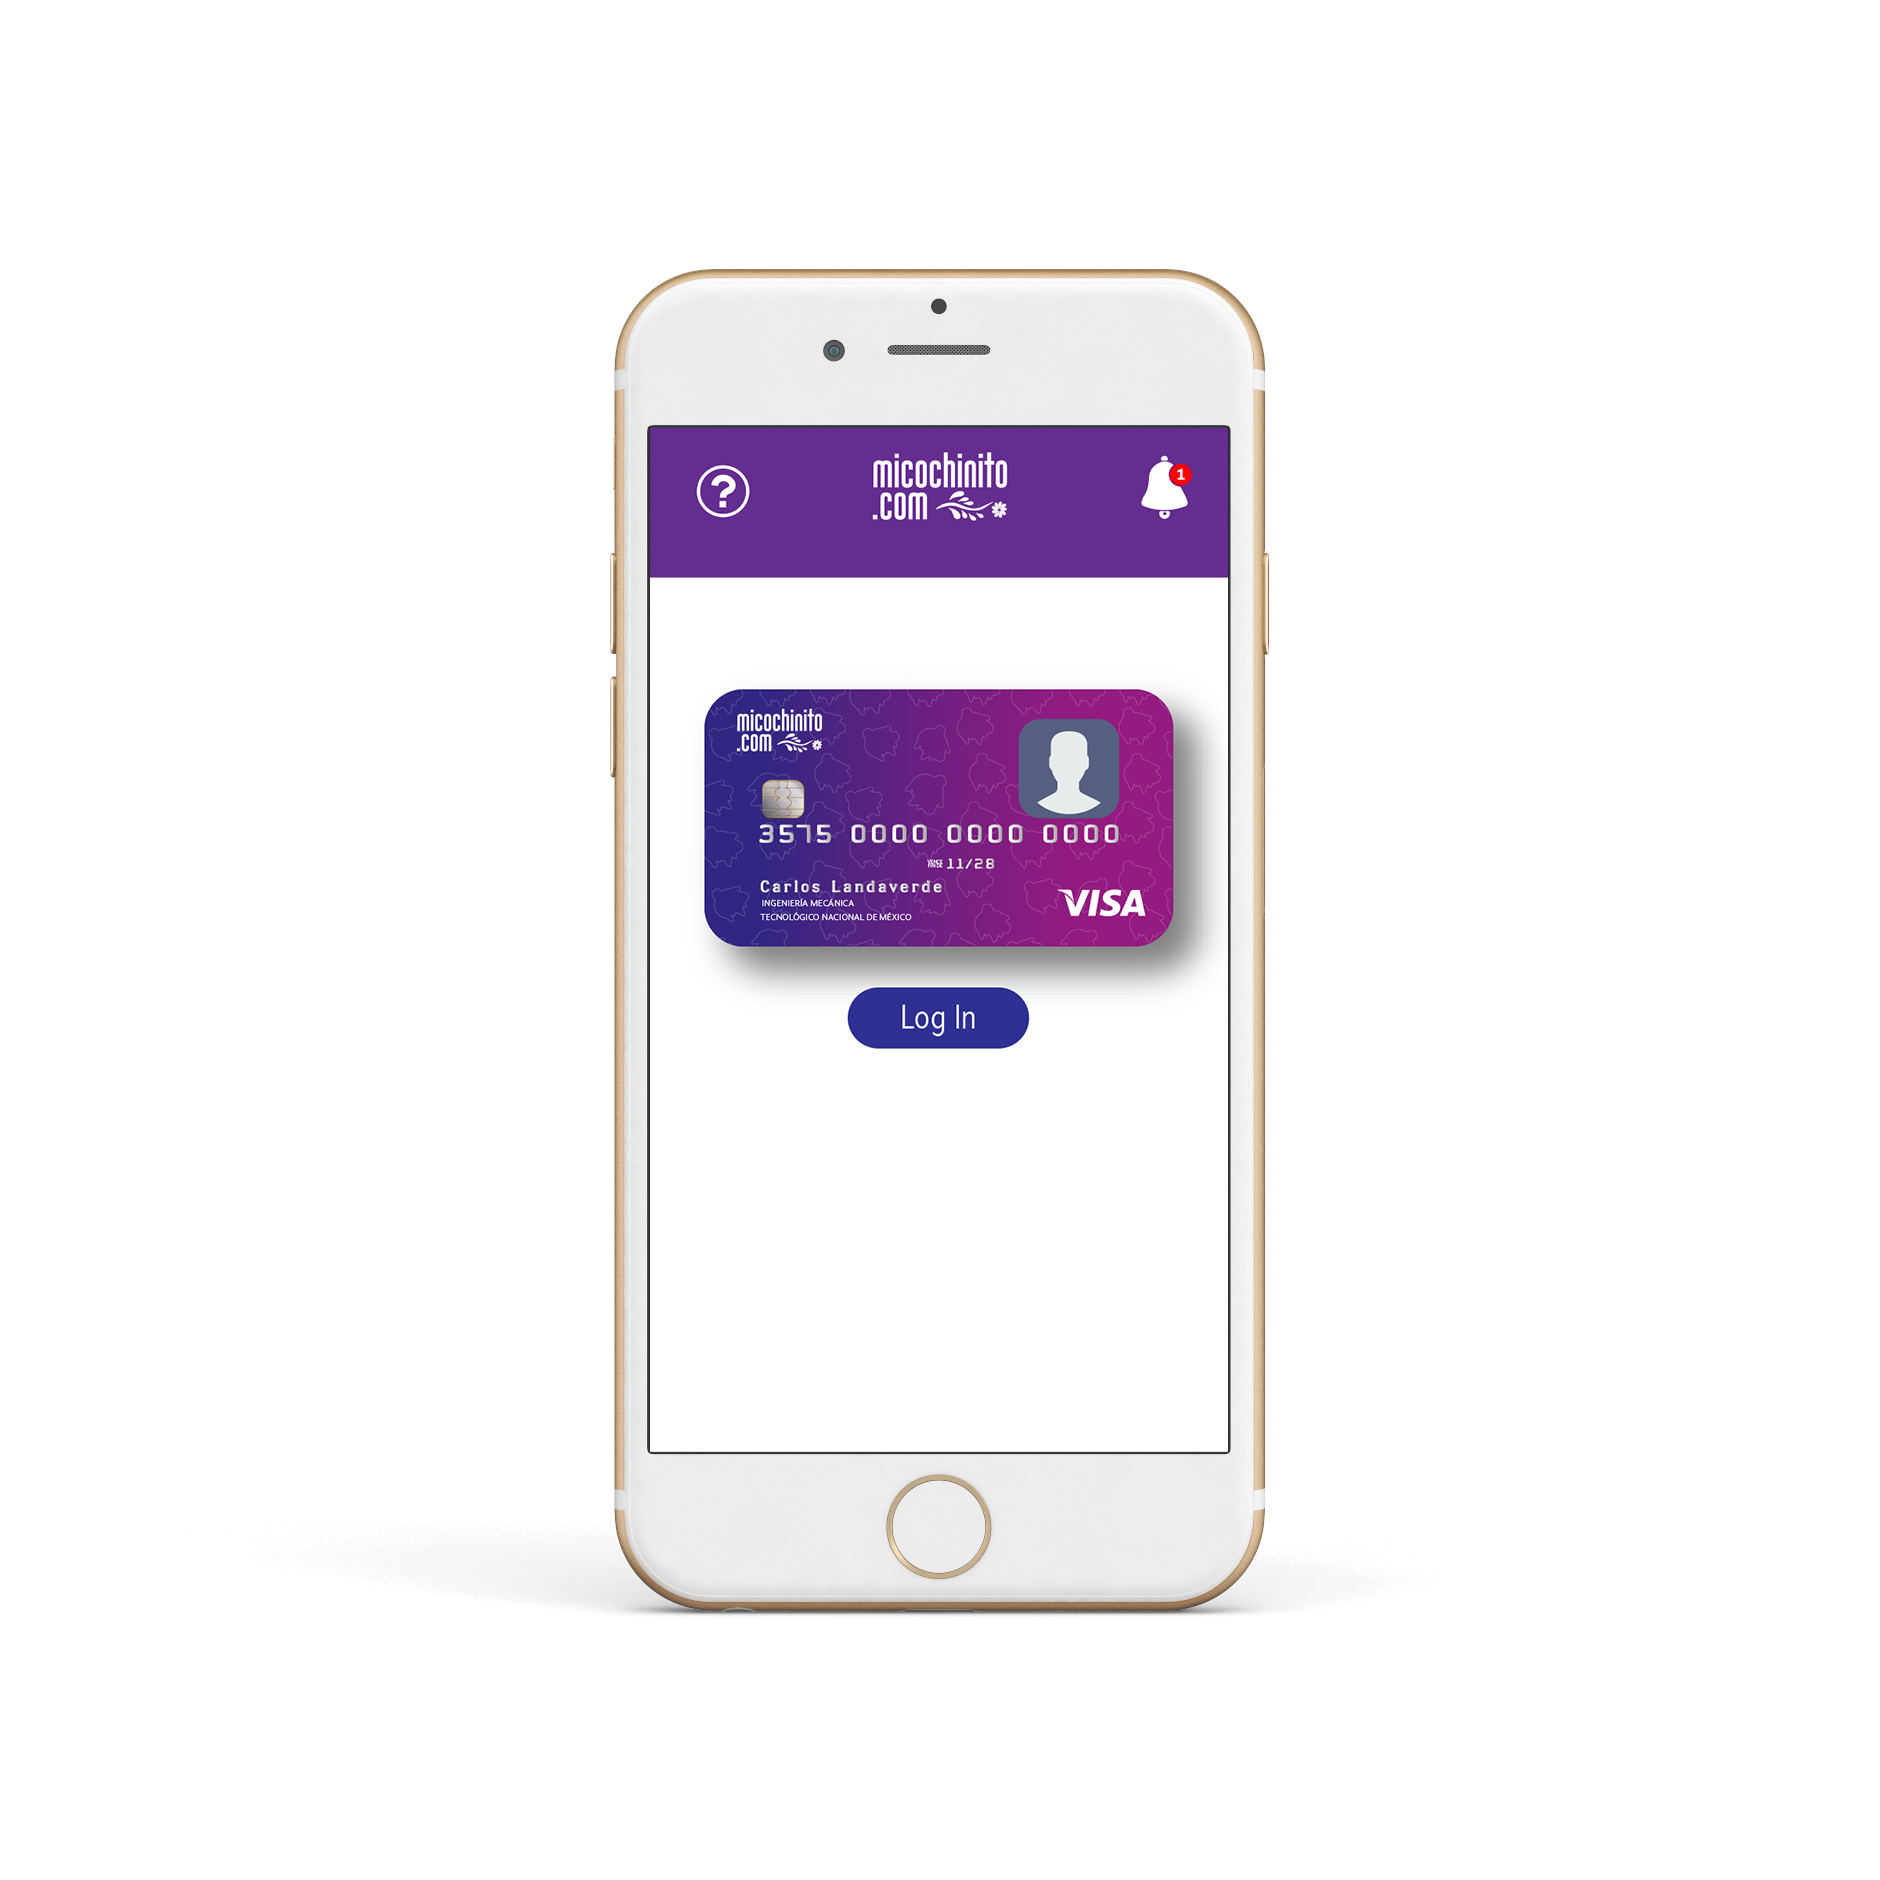 ?
micochinito
.com
1
micochinito
.com
3575 0000 0000 0000
11/28
Carlos Landaverde
INGENIERÍA MECÁNICA
TECNOLÓGICO NACIONAL DE MÉXICO
VISA
Log In